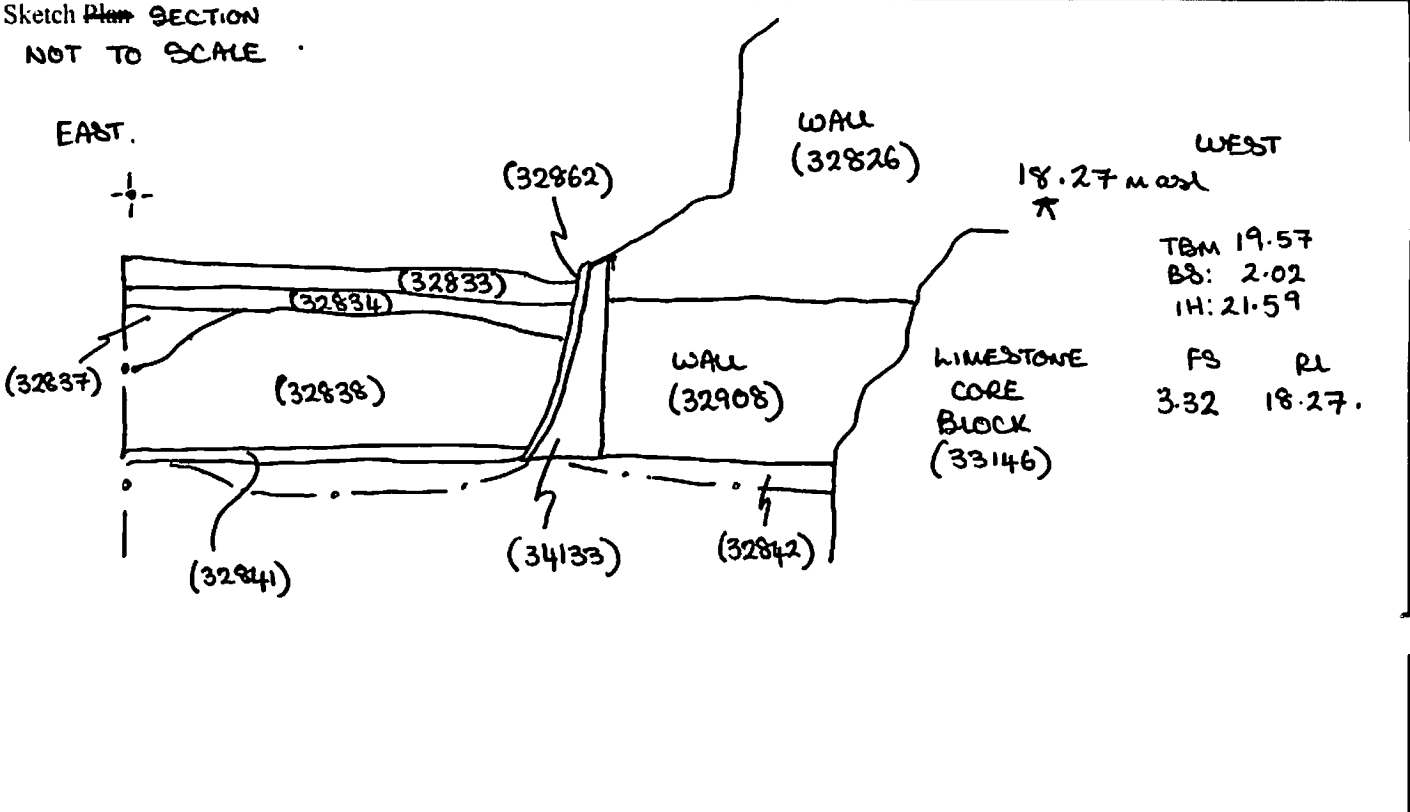 Sketch Plan SECTION
NOT TO SCALE .
EAST.
WALL
(32826)
WEST
(32862)
18.27 m asl
TBM 19.57
BS: 2.02
IH: 21.59
(32833)
(32834)
(32837)
(32838)
WALL
(32908)
LIMESTONE
CORE
BLOCK
(33146)
FS RL
3.32 18.27.
(32841)
(34133)
(32842)